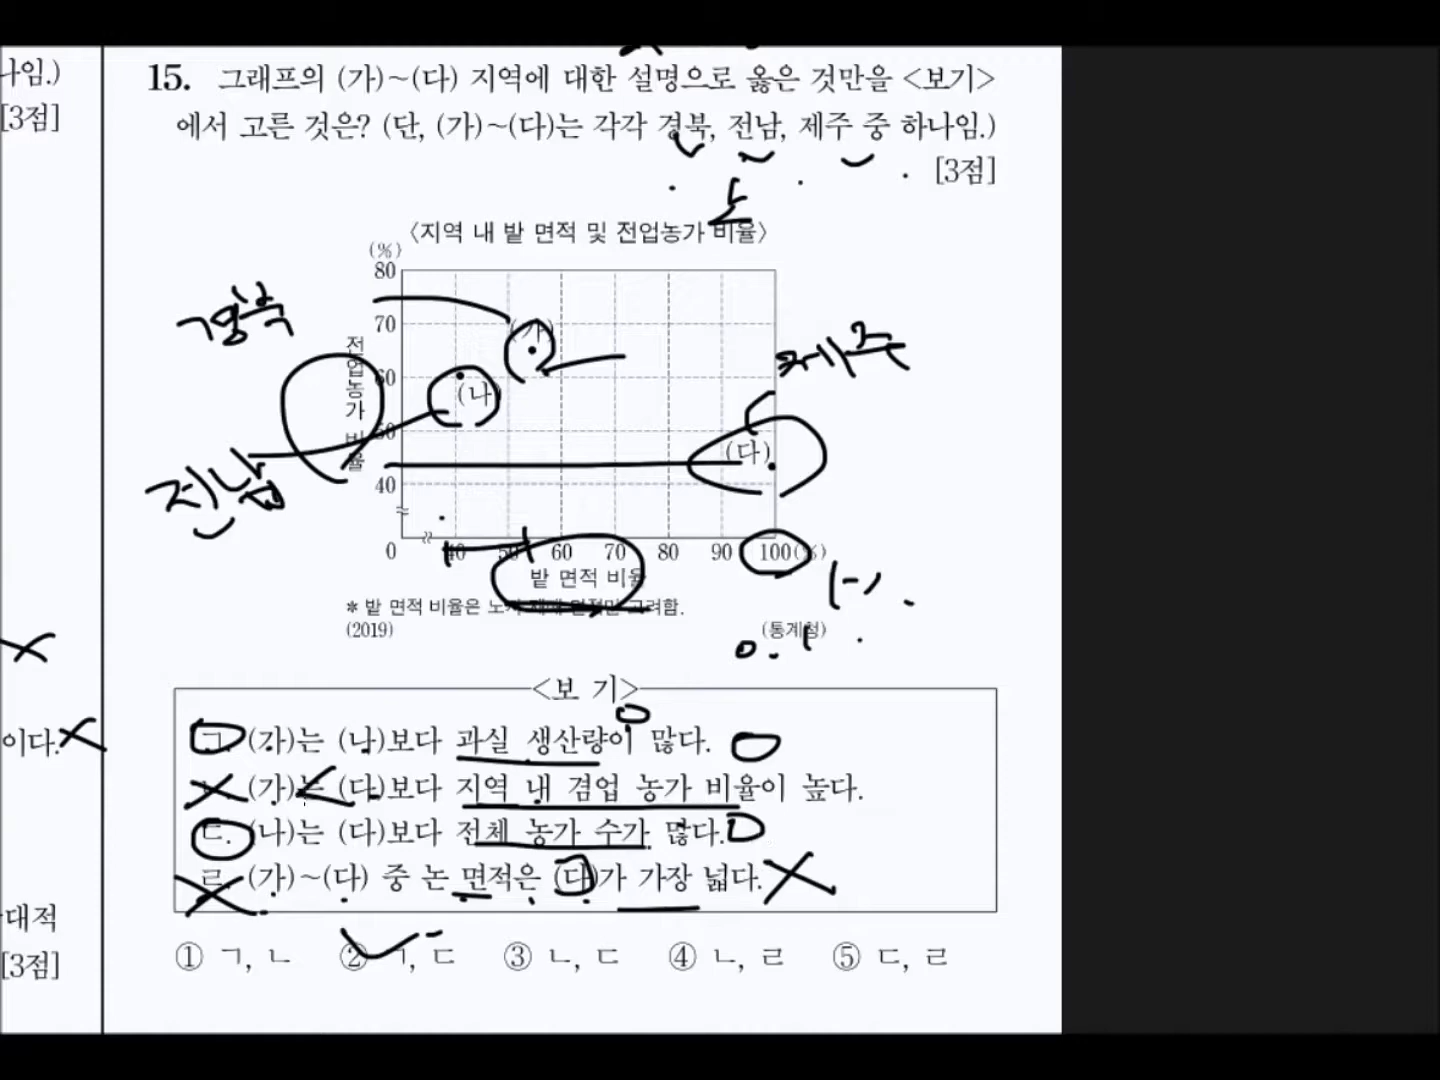 나임.)
[3점]
이다.
대적
[3점]
15. 그래프의 (가)~(다) 지역에 대한 설명으로 옳은 것만을 <보기>
에서 고른 것은? (단, (가)~(다)는 각각 경북, 전남, 제주 중 하나임.)
[3점]
논
<지역 내 밭 면적 및 전업농가 비율>
(%)
80
70
60
50
40
0
전업농가 비율
(가)
(나)
(다)
경북
전남
제주
40 50 60 70 80 90 100(%)
밭 면적 비율
* 밭 면적 비율은 노지 재배 면적만 고려함.
(2019) (통계청)
0.1
<보 기>
ㄱ. (가)는 (나)보다 과실 생산량이 많다.
ㄴ. (가)는 (다)보다 지역 내 겸업 농가 비율이 높다.
ㄷ. (나)는 (다)보다 전체 농가 수가 많다.
ㄹ. (가)~(다) 중 논 면적은 (다)가 가장 넓다.
① ㄱ, ㄴ ② ㄱ, ㄷ ③ ㄴ, ㄷ ④ ㄴ, ㄹ ⑤ ㄷ, ㄹ